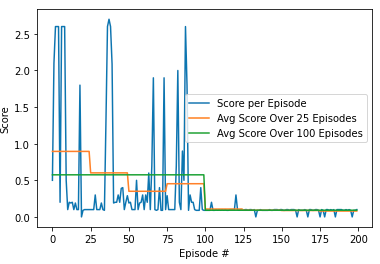 2.5
2.0
1.5
1.0
0.5
0.0
Score
Score per Episode
Avg Score Over 25 Episodes
Avg Score Over 100 Episodes
0 25 50 75 100 125 150 175 200
Episode #